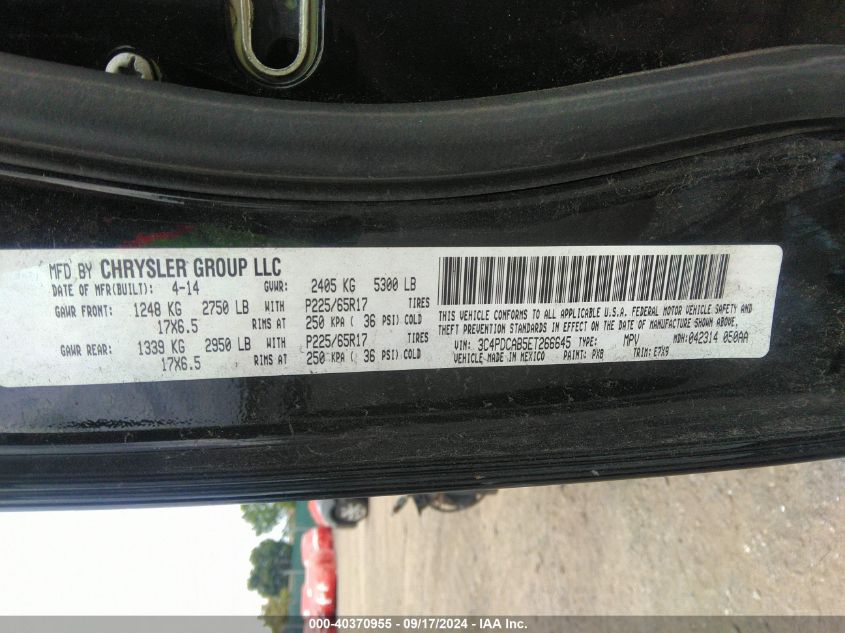 MFD BY CHRYSLER GROUP LLC
DATE OF MFR(BUILT): 4-14 GVWR: 2405 KG 5300 LB
GAWR FRONT: 1248 KG 2750 LB WITH P225/65R17 TIRES
17X6.5 RIMS AT 250 KPA ( 36 PSI) COLD
GAWR REAR: 1339 KG 2950 LB WITH P225/65R17 TIRES
17X6.5 RIMS AT 250 KPA ( 36 PSI) COLD
THIS VEHICLE CONFORMS TO ALL APPLICABLE U.S.A. FEDERAL MOTOR VEHICLE SAFETY AND
THEFT PREVENTION STANDARDS IN EFFECT ON THE DATE OF MANUFACTURE SHOWN ABOVE.
VIN: 3C4PDCAB5ET266645 TYPE: MPV MDH: 042314 050AA
VEHICLE MADE IN MEXICO PAINT: PX8 TRIM: E7X9
000-40370955 - 09/17/2024 - Copyright © 2024 IAA, Inc.